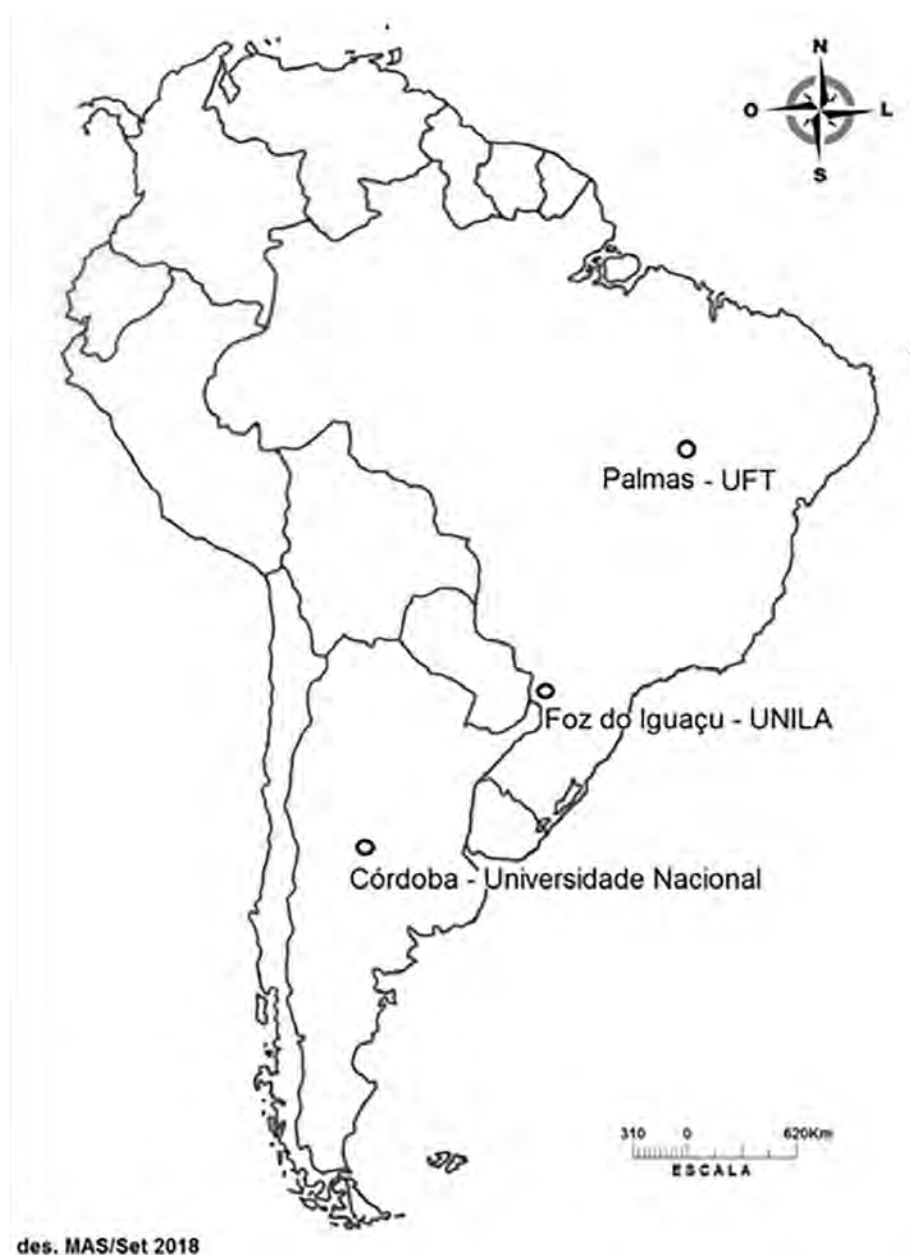 N
O L
S
Palmas - UFT
Foz do Iguaçu - UNILA
Córdoba - Universidade Nacional
310 0 620Km
ESCALA
des. MAS/Set 2018